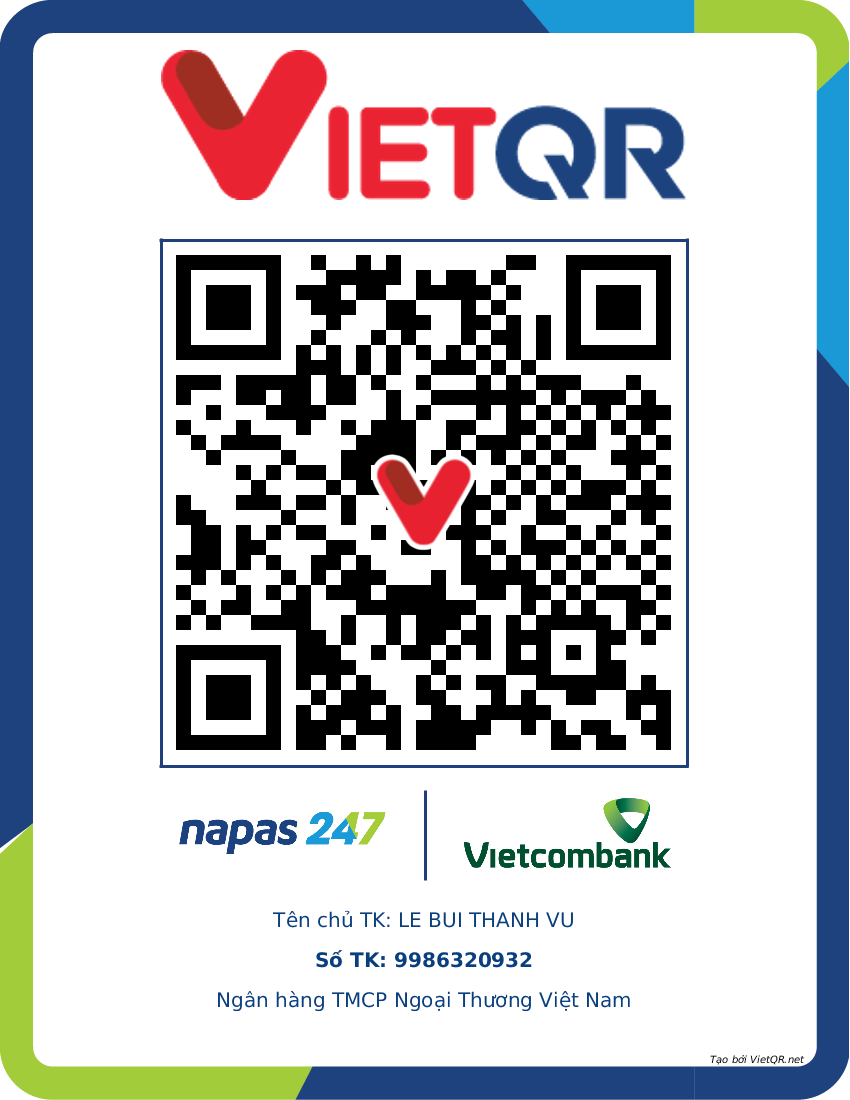 VIETQR
napas 247
Vietcombank
Tên chủ TK: LE BUI THANH VU
Số TK: 9986320932
Ngân hàng TMCP Ngoại Thương Việt Nam
Tạo bởi VietQR.net